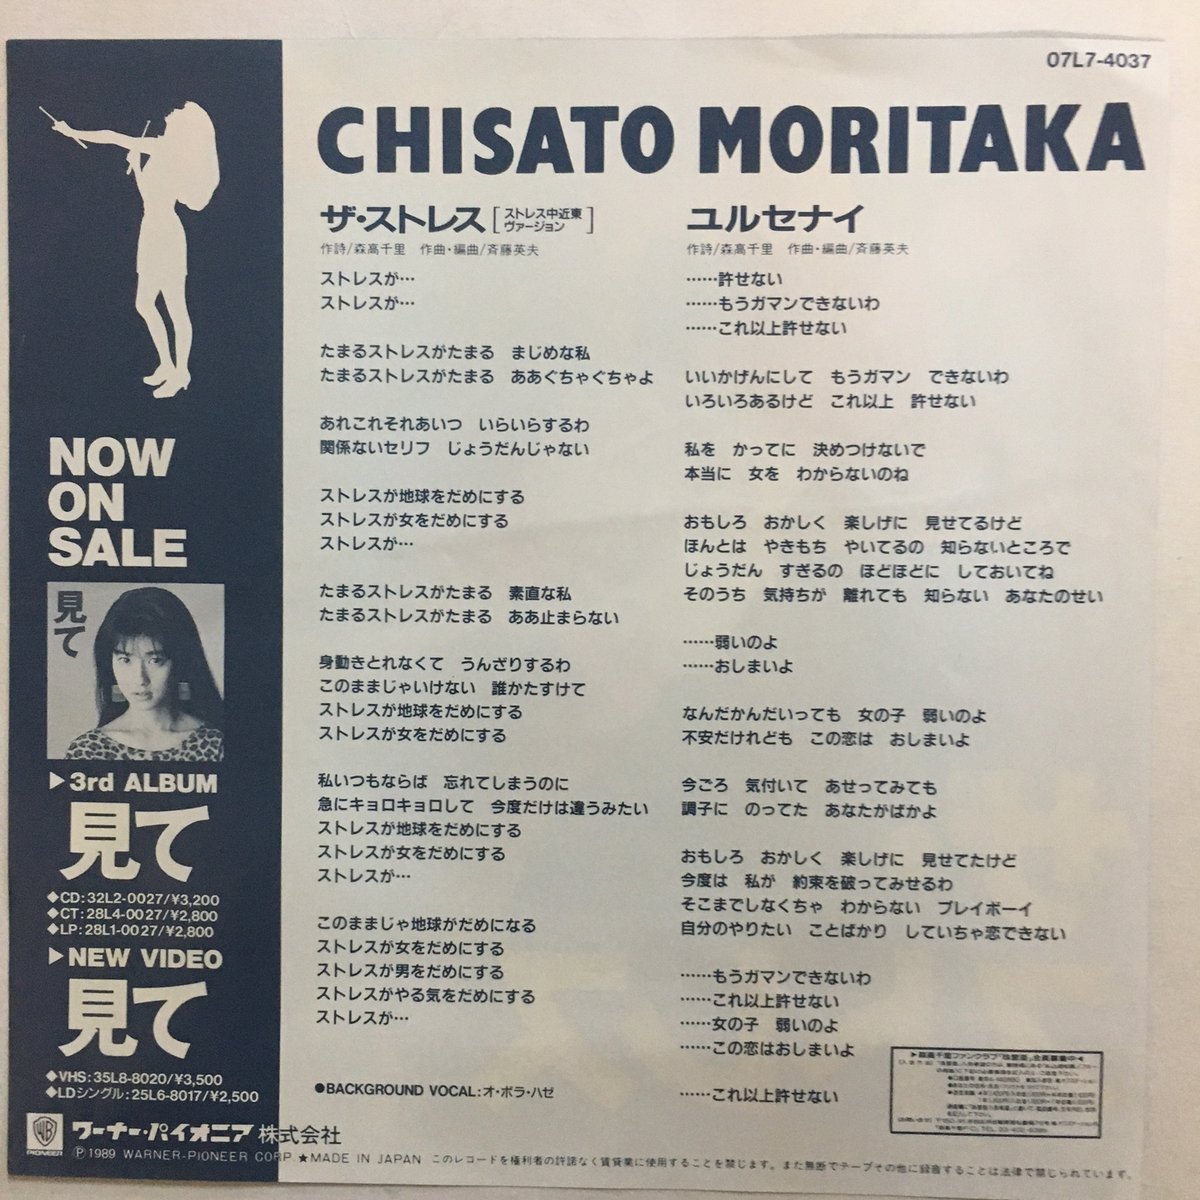 07L7-4037
CHISATO MORITAKA
ザ・ストレス[ストレス中近東ヴァージョン]
作詩/森高千里 作曲・編曲/斉藤英夫
ストレスが…
ストレスが…
たまるストレスがたまる まじめな私
たまるストレスがたまる ああぐちゃぐちゃよ
あれこれそれあいつ いらいらするわ
関係ないセリフ じょうだんじゃない
ストレスが地球をだめにする
ストレスが女をだめにする
ストレスが…
たまるストレスがたまる 素直な私
たまるストレスがたまる ああ止まらない
身動きとれなくて うんざりするわ
このままじゃいけない 誰かたすけて
ストレスが地球をだめにする
ストレスが女をだめにする
私いつもならば 忘れてしまうのに
急にキョロキョロして 今度だけは違うみたい
ストレスが地球をだめにする
ストレスが女をだめにする
ストレスが…
このままじゃ地球がだめになる
ストレスが女をだめにする
ストレスが男をだめにする
ストレスがやる気をだめにする
ストレスが…
●BACKGROUND VOCAL:オ・ボラ・ハゼ
ユルセナイ
作詩/森高千里 作曲・編曲/斉藤英夫
……許せない
……もうガマンできないわ
……これ以上許せない
いいかげんにして もうガマン できないわ
いろいろあるけど これ以上 許せない
私を かってに 決めつけないで
本当に 女を わからないのね
おもしろ おかしく 楽しげに 見せてるけど
ほんとは やきもち やいてるの 知らないところで
じょうだん すぎるの ほどほどに しておいてね
そのうち 気持ちが 離れても 知らない あなたのせい
……弱いのよ
……おしまいよ
なんだかんだいっても 女の子 弱いのよ
不安だけれども この恋は おしまいよ
今ごろ 気付いて あせってみても
調子に のってた あなたがばかよ
おもしろ おかしく 楽しげに 見せてたけど
今度は 私が 約束を破ってみせるわ
そこまでしなくちゃ わからない プレイボーイ
自分のやりたい ことばかり していちゃ恋できない
……もうガマンできないわ
……これ以上許せない
……女の子 弱いのよ
……この恋はおしまいよ
……これ以上許せない
NOW
ON
SALE
見て
▶3rd ALBUM
見て
◆CD:32L2-0027/¥3,200
◆CT:28L4-0027/¥2,800
◆LP:28L1-0027/¥2,800
▶NEW VIDEO
見て
◆VHS:35L8-8020/¥3,500
◆LDシングル:25L6-8017/¥2,500
PIONEER
ワーナー・パイオニア株式会社
Ⓟ1989 WARNER-PIONEER CORP. ★MADE IN JAPAN このレコードを権利者の許諾なく賃貸業に使用することを禁じます。また無断でテープその他に録音することは法律で禁じられています。